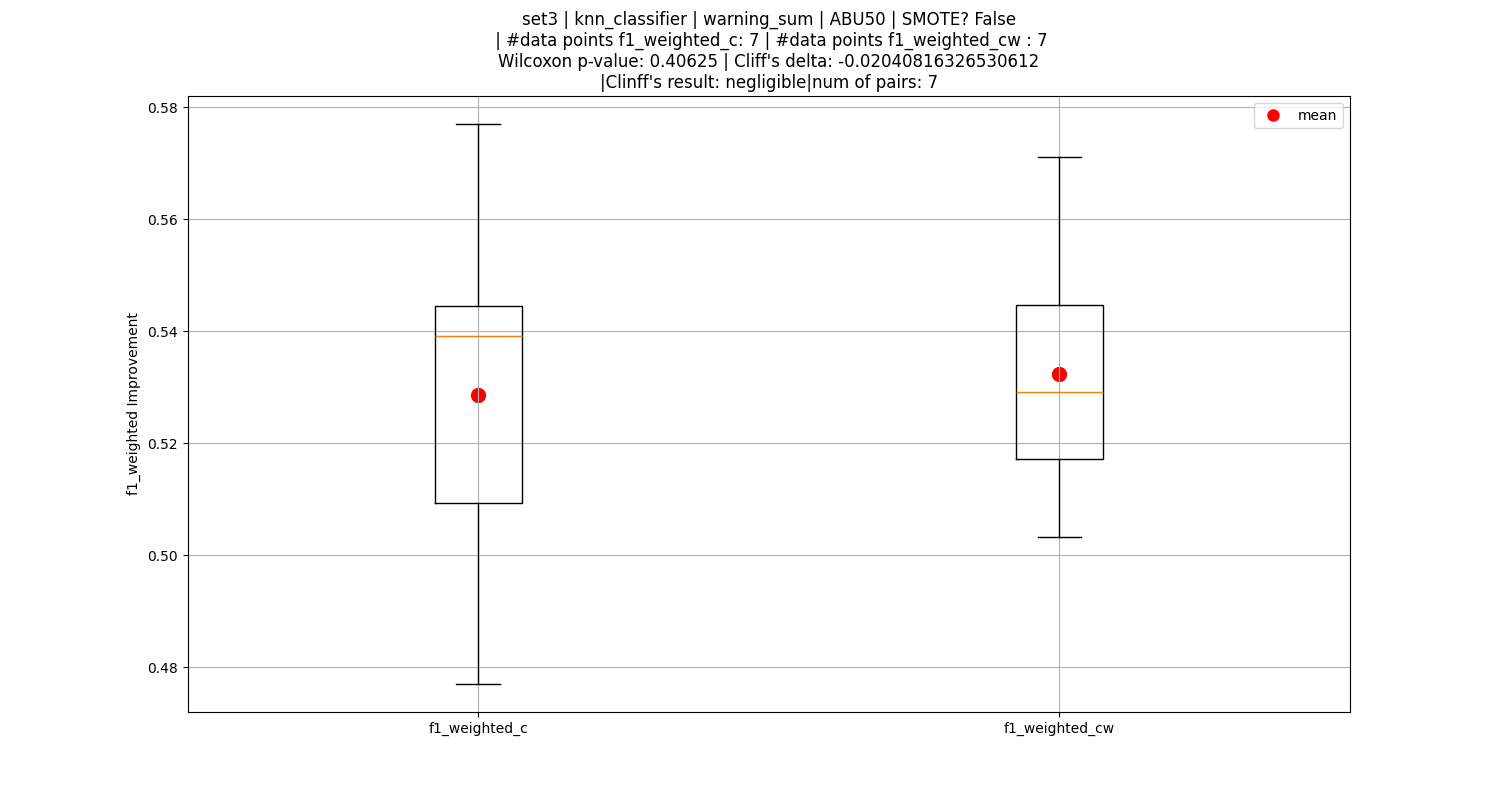 set3 | knn_classifier | warning_sum | ABU50 | SMOTE? False
| #data points f1_weighted_c: 7 | #data points f1_weighted_cw : 7
Wilcoxon p-value: 0.40625 | Cliff's delta: -0.02040816326530612
|Clinff's result: negligible|num of pairs: 7
mean
f1_weighted Improvement
0.58
0.56
0.54
0.52
0.50
0.48
f1_weighted_c
f1_weighted_cw